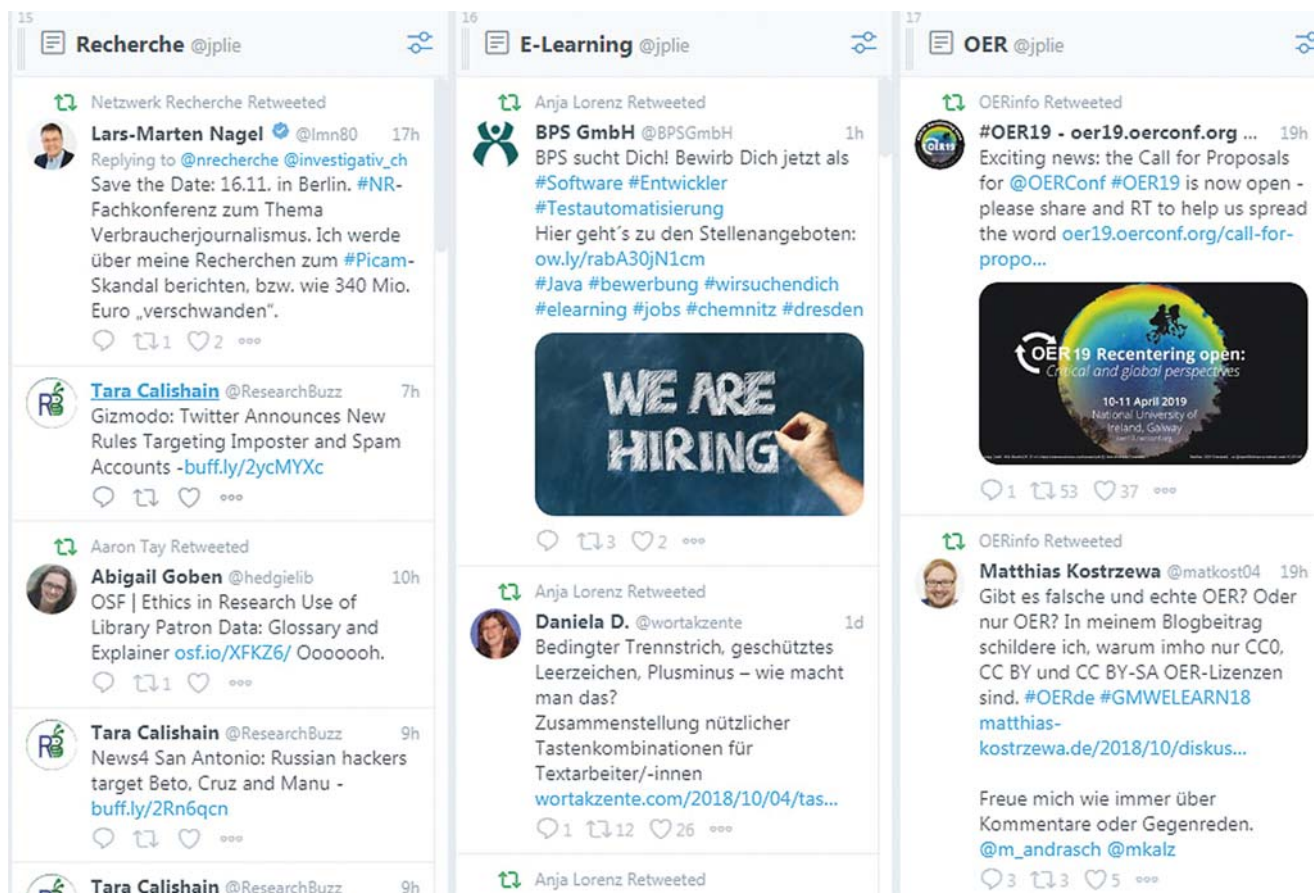 15
Recherche @jplie
Netzwerk Recherche Retweeted
Lars-Marten Nagel @lmn80 17h
Replying to @nrecherche @investigativ_ch
Save the Date: 16.11. in Berlin. #NR-
Fachkonferenz zum Thema
Verbraucherjournalismus. Ich werde
über meine Recherchen zum #Picam-
Skandal berichten, bzw. wie 340 Mio.
Euro „verschwanden“.
1 2
Tara Calishain @ResearchBuzz 7h
Gizmodo: Twitter Announces New
Rules Targeting Imposter and Spam
Accounts -buff.ly/2ycMYXc
Aaron Tay Retweeted
Abigail Goben @hedgielib 10h
OSF | Ethics in Research Use of
Library Patron Data: Glossary and
Explainer osf.io/XFKZ6/ Ooooooh.
1
Tara Calishain @ResearchBuzz 9h
News4 San Antonio: Russian hackers
target Beto, Cruz and Manu -
buff.ly/2Rn6qcn
Tara Calishain @ResearchBuzz 9h
16
E-Learning @jplie
Anja Lorenz Retweeted
BPS GmbH @BPSGmbH 1h
BPS sucht Dich! Bewirb Dich jetzt als
#Software #Entwickler
#Testautomatisierung
Hier geht´s zu den Stellenangeboten:
ow.ly/rabA30jN1cm
#Java #bewerbung #wirsuchendich
#elearning #jobs #chemnitz #dresden
WE ARE
HIRING
3 2
Anja Lorenz Retweeted
Daniela D. @wortakzente 1d
Bedingter Trennstrich, geschütztes
Leerzeichen, Plusminus – wie macht
man das?
Zusammenstellung nützlicher
Tastenkombinationen für
Textarbeiter/-innen
wortakzente.com/2018/10/04/tas...
1 12 26
Anja Lorenz Retweeted
17
OER @jplie
OERinfo Retweeted
#OER19 - oer19.oerconf.org ... 19h
Exciting news: the Call for Proposals
for @OERConf #OER19 is now open -
please share and RT to help us spread
the word oer19.oerconf.org/call-for-
propo...
OER19
OER19 Recentering open:
Critical and global perspectives
10-11 April 2019
National University of
Ireland, Galway
1 53 37
OERinfo Retweeted
Matthias Kostrzewa @matkost04 19h
Gibt es falsche und echte OER? Oder
nur OER? In meinem Blogbeitrag
schildere ich, warum imho nur CC0,
CC BY und CC BY-SA OER-Lizenzen
sind. #OERde #GMWELEARN18
matthias-
kostrzewa.de/2018/10/diskus...
Freue mich wie immer über
Kommentare oder Gegenreden.
@m_andrasch @mkalz
3 3 5